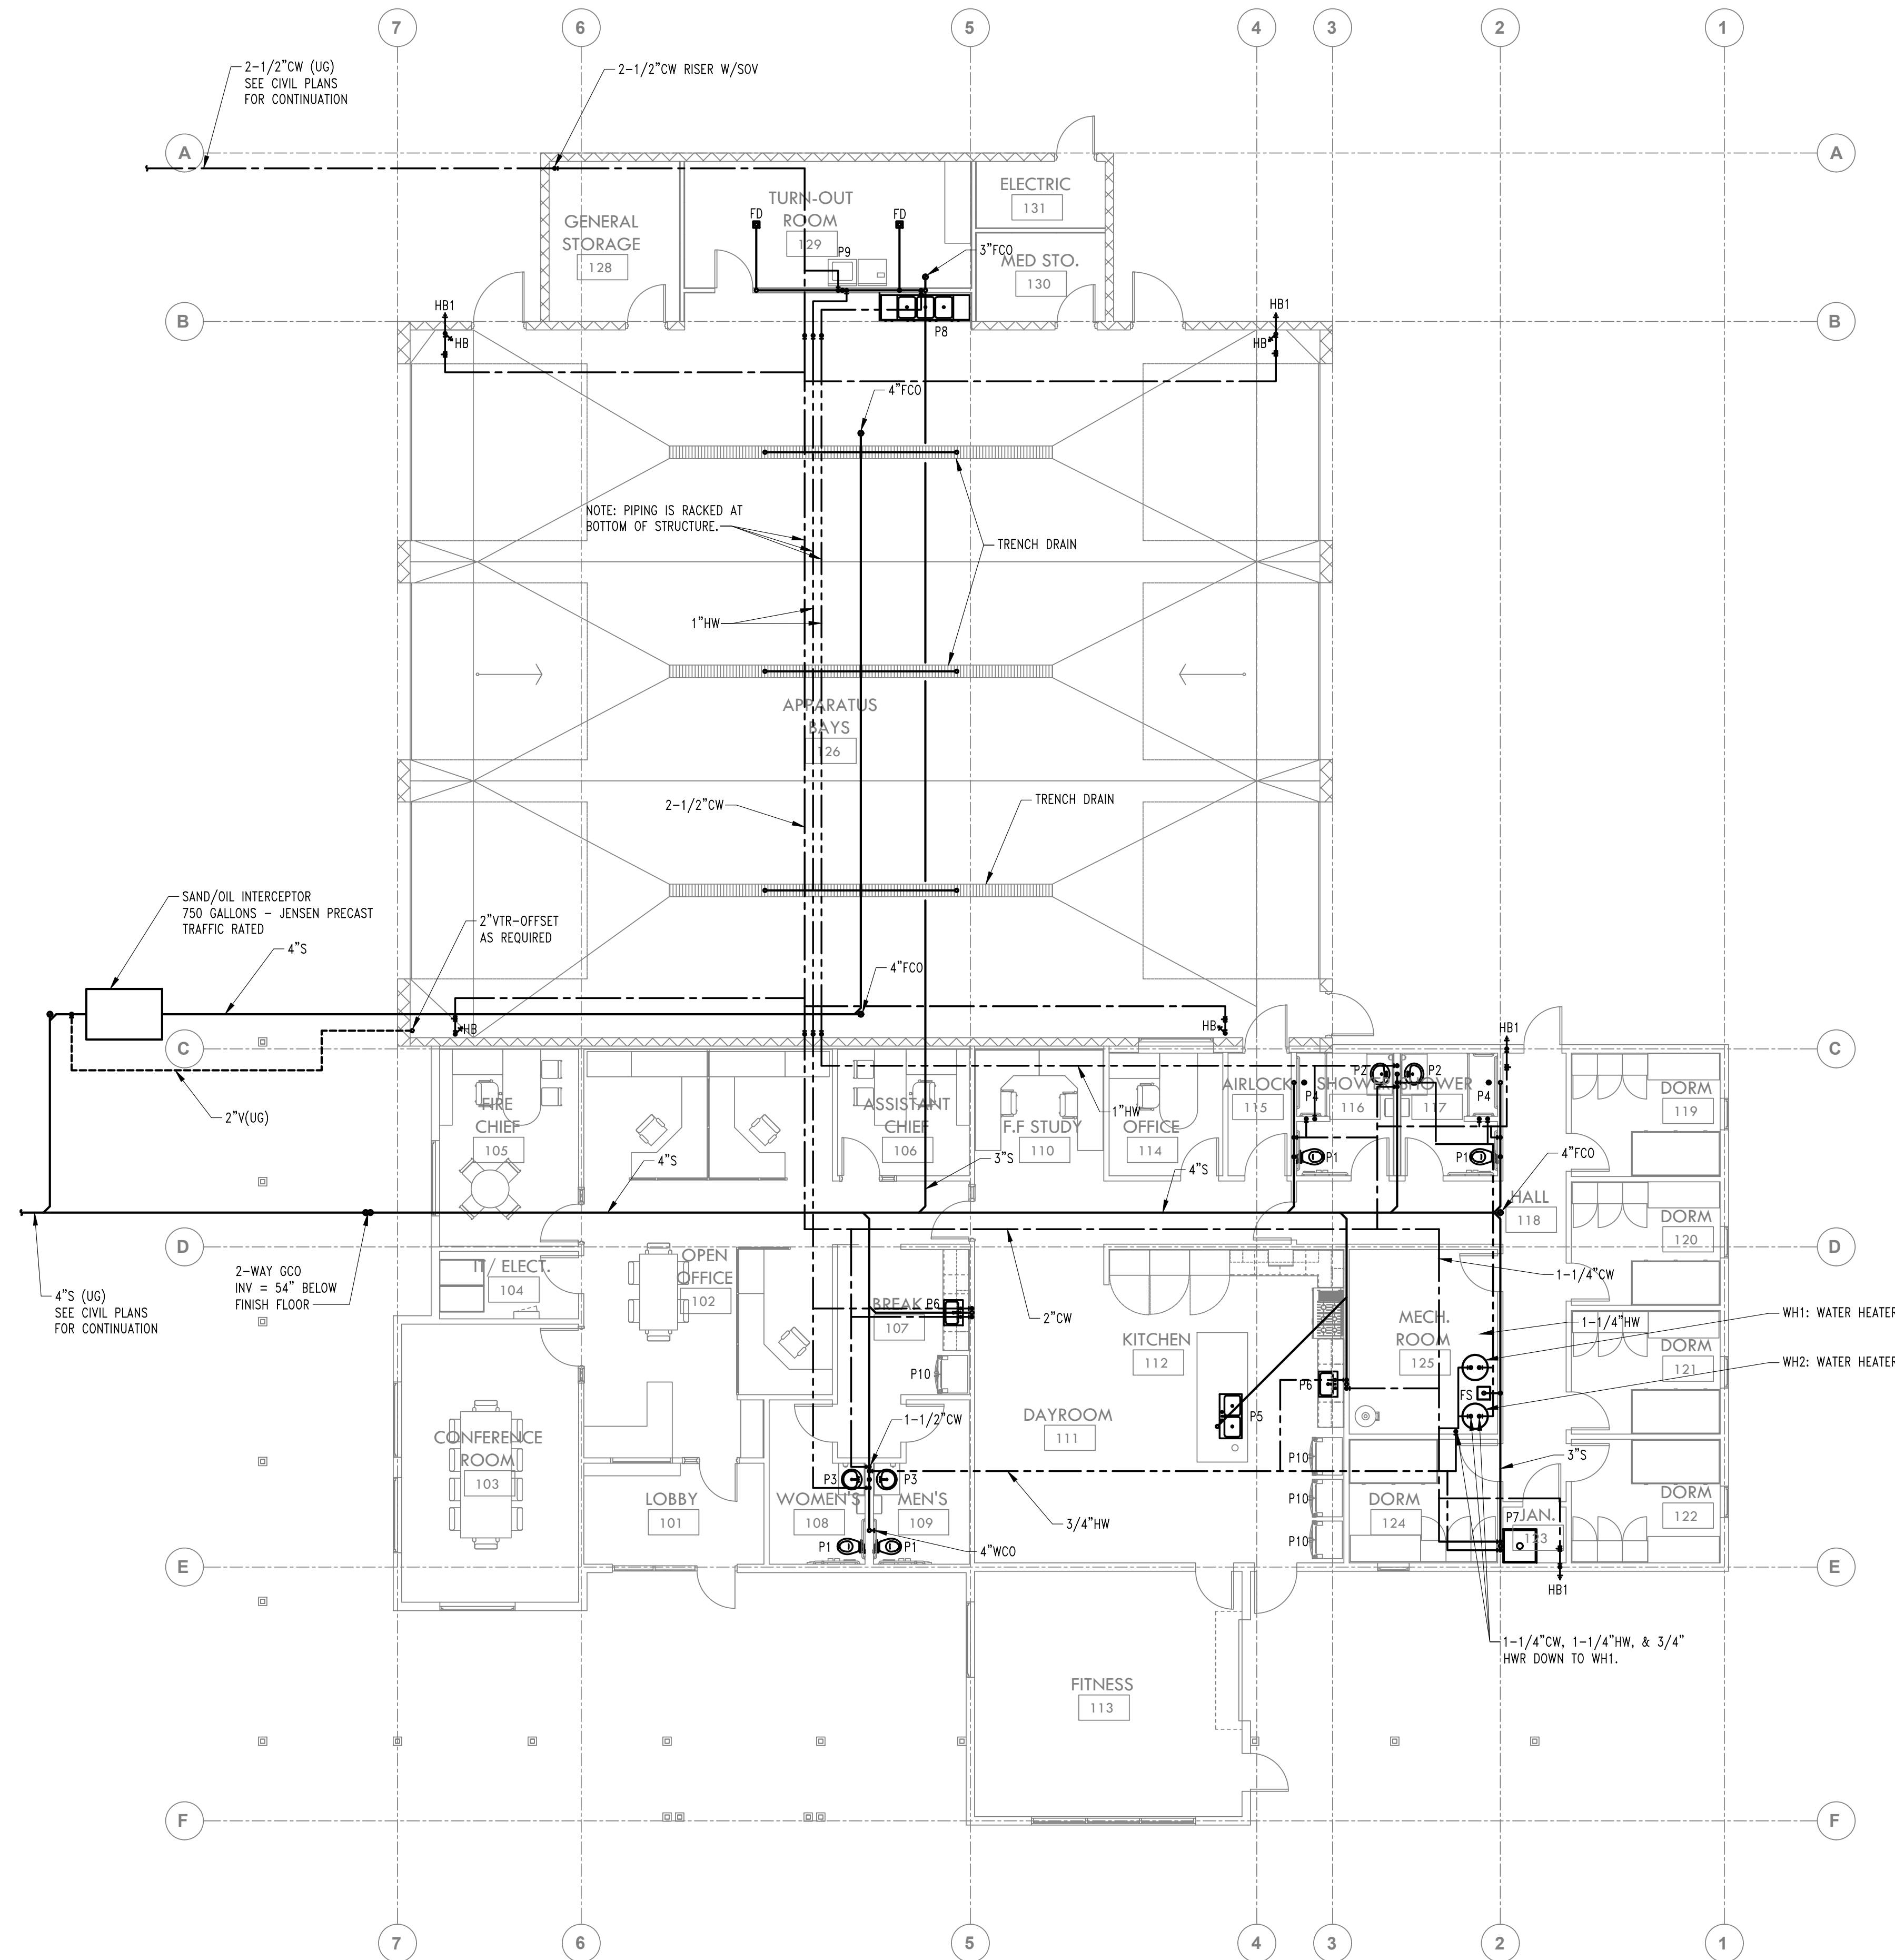 7
6
5
4
3
2
1
2-1/2"CW (UG)
SEE CIVIL PLANS
FOR CONTINUATION
2-1/2"CW RISER W/SOV
A
A
GENERAL
STORAGE
128
TURN-OUT
ROOM
129
FD
FD
P9
ELECTRIC
131
MED STO.
130
3"FCO
P8
HB1
HB
HB1
HB
B
B
4"FCO
NOTE: PIPING IS RACKED AT
BOTTOM OF STRUCTURE.
TRENCH DRAIN
1"HW
APPARATUS
BAYS
126
2-1/2"CW
TRENCH DRAIN
SAND/OIL INTERCEPTOR
750 GALLONS - JENSEN PRECAST
TRAFFIC RATED
4"S
2"VTR-OFFSET
AS REQUIRED
4"FCO
HB
HB
HB1
C
C
2"V(UG)
FIRE
CHIEF
105
4"S
ASSISTANT
CHIEF
106
3"S
F.F STUDY
110
1"HW
OFFICE
114
4"S
AIRLOCK
115
SHOWER
116
SHOWER
117
P2
P2
P4
P4
P1
P1
4"FCO
HALL
118
DORM
119
DORM
120
D
D
4"S (UG)
SEE CIVIL PLANS
FOR CONTINUATION
2-WAY GCO
INV = 54" BELOW
FINISH FLOOR
IT/ ELECT.
104
OPEN
OFFICE
102
BREAK
107
P6
P10
2"CW
KITCHEN
112
P6
P5
DAYROOM
111
MECH.
ROOM
125
1-1/4"CW
1-1/4"HW
WH1: WATER HEATER
WH2: WATER HEATER
FS
DORM
121
CONFERENCE
ROOM
103
1-1/2"CW
P3
P3
LOBBY
101
WOMEN'S
108
MEN'S
109
P1
P1
4"WCO
3/4"HW
P10
P10
P10
DORM
124
3"S
P7
JAN.
123
DORM
122
HB1
E
E
1-1/4"CW, 1-1/4"HW, & 3/4"
HWR DOWN TO WH1.
FITNESS
113
F
F
7
6
5
4
3
2
1